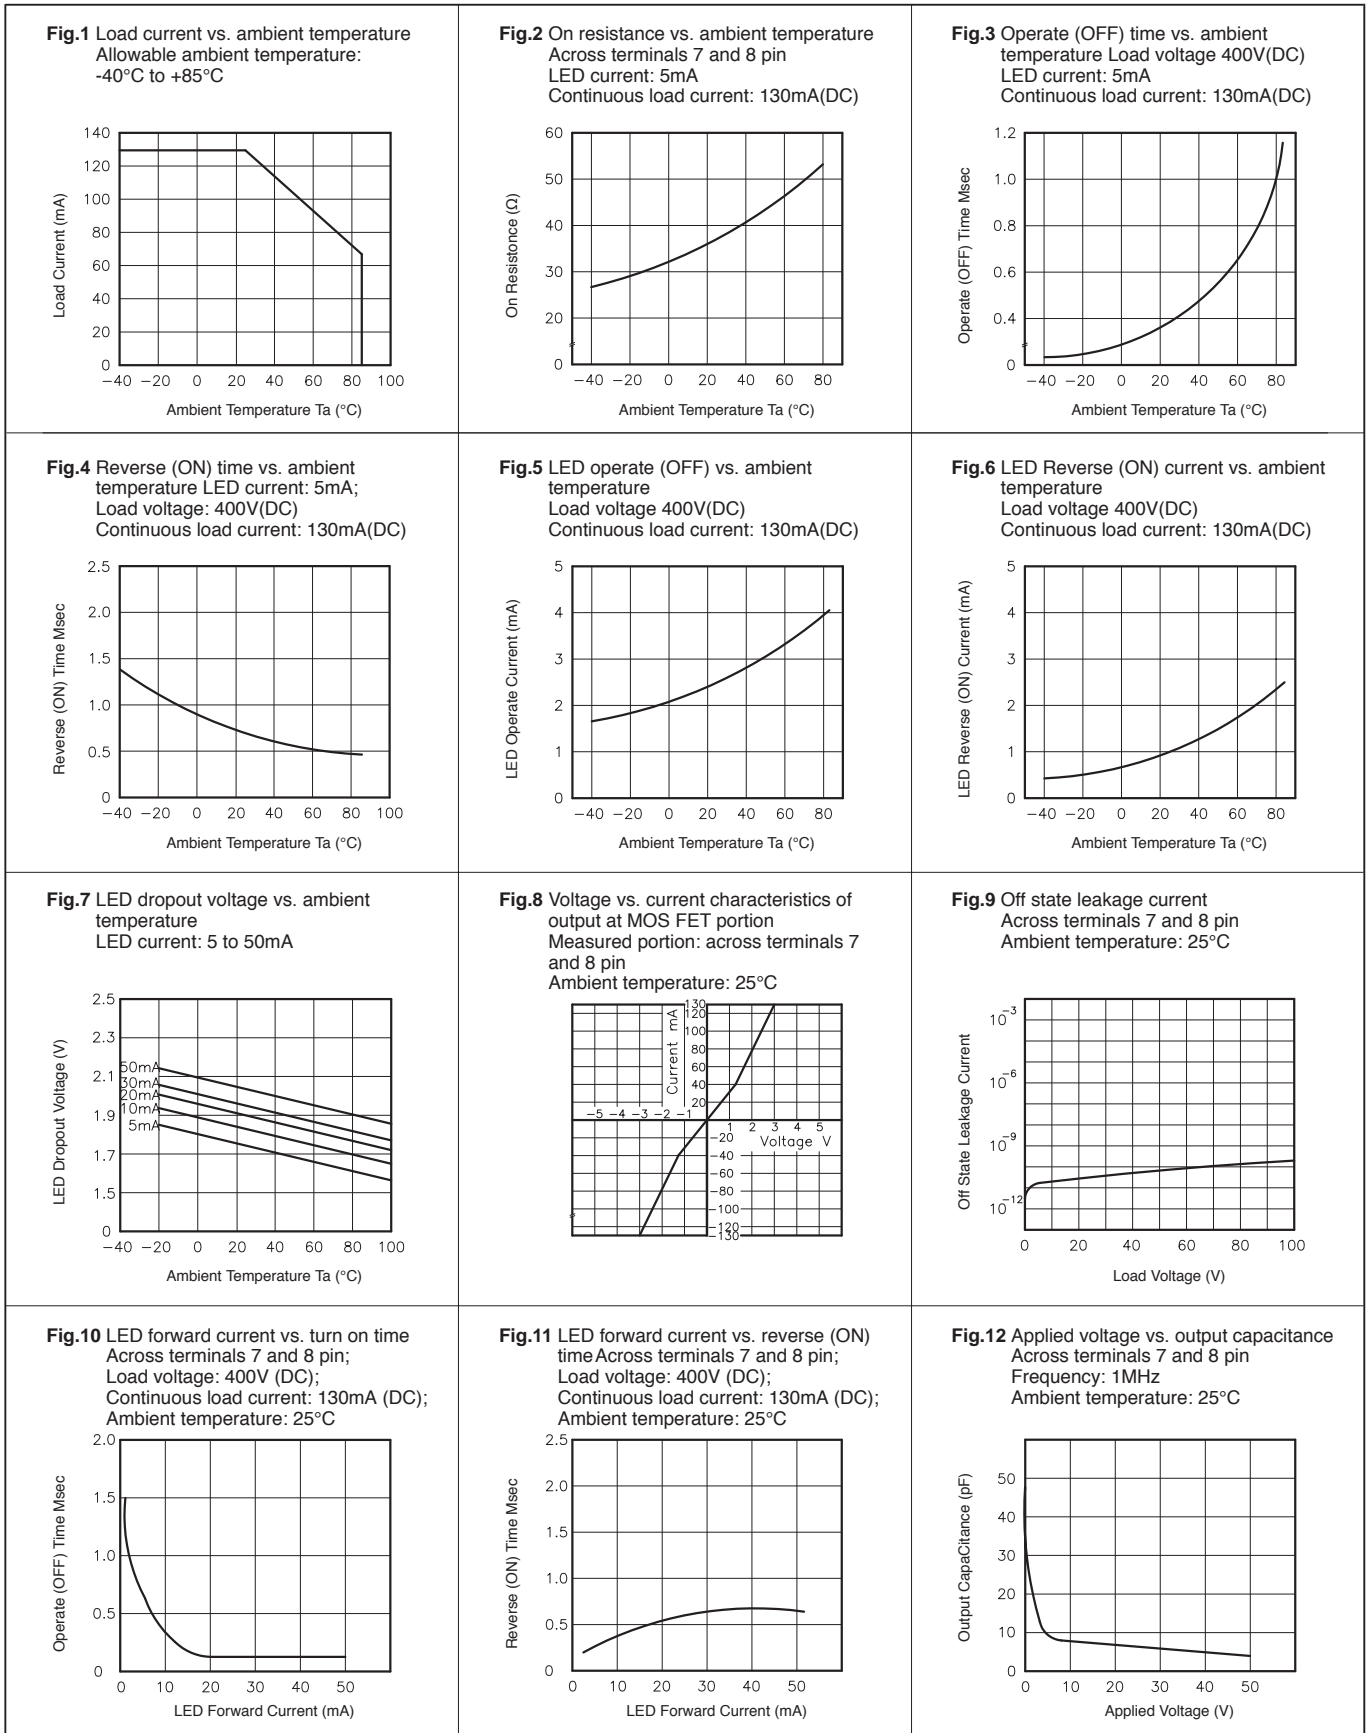 Fig.1 Load current vs. ambient temperature
Allowable ambient temperature:
-40°C to +85°C
140
120
100
80
60
40
20
0
Load Current (mA)
−40 −20 0 20 40 60 80 100
Ambient Temperature Ta (°C)
Fig.2 On resistance vs. ambient temperature
Across terminals 7 and 8 pin
LED current: 5mA
Continuous load current: 130mA(DC)
60
50
40
30
20
0
On Resistonce (Ω)
−40 −20 0 20 40 60 80
Ambient Temperature Ta (°C)
Fig.3 Operate (OFF) time vs. ambient
temperature Load voltage 400V(DC)
LED current: 5mA
Continuous load current: 130mA(DC)
1.2
1.0
0.8
0.6
0.4
0
Operate (OFF) Time Msec
−40 −20 0 20 40 60 80
Ambient Temperature Ta (°C)
Fig.4 Reverse (ON) time vs. ambient
temperature LED current: 5mA;
Load voltage: 400V(DC)
Continuous load current: 130mA(DC)
2.5
2.0
1.5
1.0
0.5
0
Reverse (ON) Time Msec
−40 −20 0 20 40 60 80 100
Ambient Temperature Ta (°C)
Fig.5 LED operate (OFF) vs. ambient
temperature
Load voltage 400V(DC)
Continuous load current: 130mA(DC)
5
4
3
2
1
0
LED Operate Current (mA)
−40 −20 0 20 40 60 80
Ambient Temperature Ta (°C)
Fig.6 LED Reverse (ON) current vs. ambient
temperature
Load voltage 400V(DC)
Continuous load current: 130mA(DC)
5
4
3
2
1
0
LED Reverse (ON) Current (mA)
−40 −20 0 20 40 60 80
Ambient Temperature Ta (°C)
Fig.7 LED dropout voltage vs. ambient
temperature
LED current: 5 to 50mA
2.5
2.3
2.1
1.9
1.7
1.5
0
LED Dropout Voltage (V)
50mA
30mA
20mA
10mA
5mA
−40 −20 0 20 40 60 80 100
Ambient Temperature Ta (°C)
Fig.8 Voltage vs. current characteristics of
output at MOS FET portion
Measured portion: across terminals 7
and 8 pin
Ambient temperature: 25°C
130
120
100
80
60
40
20
Current mA
−5 −4 −3 −2 −1
1 2 3 4 5
Voltage V
−20
−40
−60
−80
−100
−120
−130
Fig.9 Off state leakage current
Across terminals 7 and 8 pin
Ambient temperature: 25°C
10−3
10−6
10−9
10−12
Off State Leakage Current
0 20 40 60 80 100
Load Voltage (V)
Fig.10 LED forward current vs. turn on time
Across terminals 7 and 8 pin;
Load voltage: 400V (DC);
Continuous load current: 130mA (DC);
Ambient temperature: 25°C
2.0
1.5
1.0
0.5
0
Operate (OFF) Time Msec
0 10 20 30 40 50
LED Forward Current (mA)
Fig.11 LED forward current vs. reverse (ON)
timeAcross terminals 7 and 8 pin;
Load voltage: 400V (DC);
Continuous load current: 130mA (DC);
Ambient temperature: 25°C
2.5
2.0
1.5
1.0
0.5
0
Reverse (ON) Time Msec
0 10 20 30 40 50
LED Forward Current (mA)
Fig.12 Applied voltage vs. output capacitance
Across terminals 7 and 8 pin
Frequency: 1MHz
Ambient temperature: 25°C
50
40
30
20
10
0
Output CapaCitance (pF)
0 10 20 30 40 50
Applied Voltage (V)